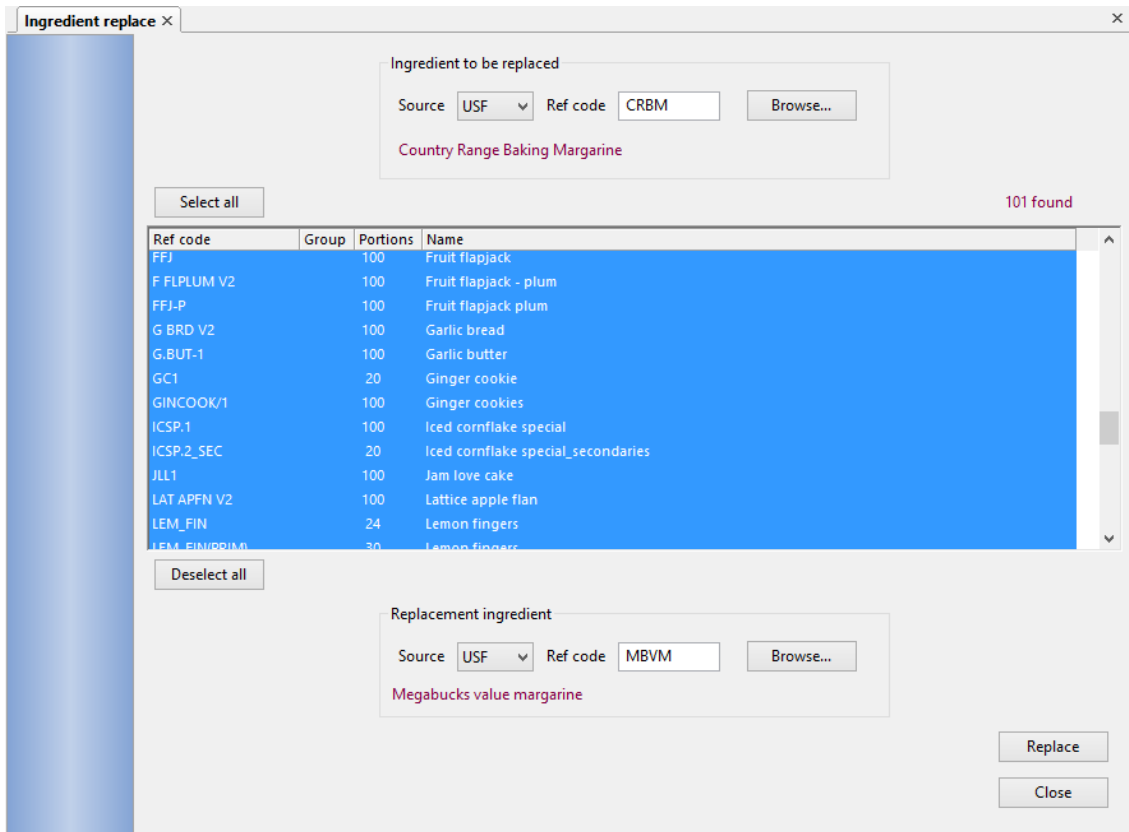 Ingredient replace ×
Ingredient to be replaced
Source USF Ref code CRBM Browse...
Country Range Baking Margarine
Select all 101 found
Ref code Group Portions Name
FFJ 100 Fruit flapjack
F FLPLUM V2 100 Fruit flapjack - plum
FFJ-P 100 Fruit flapjack plum
G BRD V2 100 Garlic bread
G.BUT-1 100 Garlic butter
GC1 20 Ginger cookie
GINCOOK/1 100 Ginger cookies
ICSP.1 100 Iced cornflake special
ICSP.2_SEC 20 Iced cornflake special_secondaries
JLL1 100 Jam love cake
LAT APFN V2 100 Lattice apple flan
LEM_FIN 24 Lemon fingers
LEM_FIN(PRIM) 30 Lemon fingers
Deselect all
Replacement ingredient
Source USF Ref code MBVM Browse...
Megabucks value margarine
Replace
Close